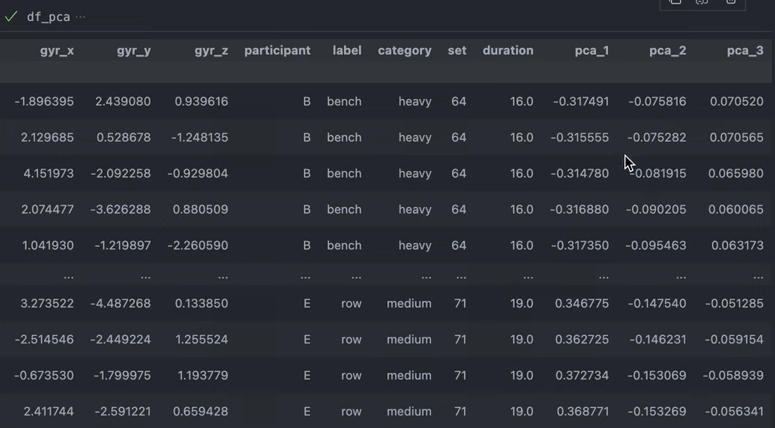 df_pca ...
gyr_x gyr_y gyr_z participant label category set duration pca_1 pca_2 pca_3
-1.896395 2.439080 0.939616 B bench heavy 64 16.0 -0.317491 -0.075816 0.070520
2.129685 0.528678 -1.248135 B bench heavy 64 16.0 -0.315555 -0.075282 0.070565
4.151973 -2.092258 -0.929804 B bench heavy 64 16.0 -0.314780 -0.081915 0.065980
2.074477 -3.626288 0.880509 B bench heavy 64 16.0 -0.316880 -0.090205 0.060065
1.041930 -1.219897 -2.260590 B bench heavy 64 16.0 -0.317350 -0.095463 0.063173
... ... ... ... ... ... ... ... ... ... ...
3.273522 -4.487268 0.133850 E row medium 71 19.0 0.346775 -0.147540 -0.051285
-2.514546 -2.449224 1.255524 E row medium 71 19.0 0.362725 -0.146231 -0.059154
-0.673530 -1.799975 1.193779 E row medium 71 19.0 0.372734 -0.153069 -0.058939
2.411744 -2.591221 0.659428 E row medium 71 19.0 0.368771 -0.153269 -0.056341